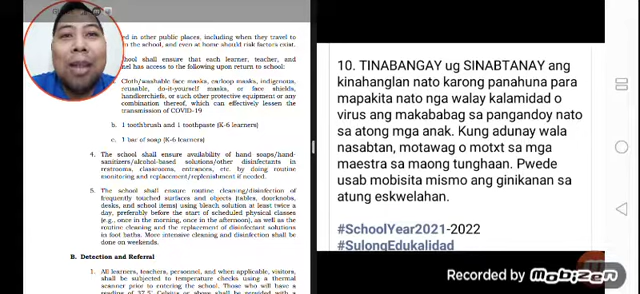 ed in other public places, including when they travel to
in the school, and even at home should risk factors exist.
school shall ensure that each learner, teacher, and
nel has access to the following upon return to school:
Cloth/washable face masks, earloop masks, indigenous,
reusable, do-it-yourself masks, or face shields,
handkerchiefs, or such other protective equipment or any
combination thereof, which can effectively lessen the
transmission of COVID-19
b. 1 toothbrush and 1 toothpaste (K-6 learners)
c. 1 bar of soap (K-6 learners)
4. The school shall ensure availability of hand soaps/hand-
sanitizers/alcohol-based solutions/other disinfectants in
restrooms, classrooms, entrances, etc. by doing routine
monitoring and replacement/replenishment if needed.
5. The school shall ensure routine cleaning/disinfection of
frequently touched surfaces and objects (tables, doorknobs,
desks, and school items) using bleach solution at least twice a
day, preferably before the start of scheduled physical classes
(e.g., once in the morning, once in the afternoon), as well as
the routine cleaning and the replacement of disinfectant solutions
in foot baths. More intensive cleaning and disinfection shall be
done on weekends.
B. Detection and Referral
1. All learners, teachers, personnel, and when applicable, visitors,
shall be subjected to temperature checks using a thermal
scanner prior to entering the school. Those who will have a
reading of 37.5° Celsius or above shall be provided with a
10. TINABANGAY ug SINABTANAY ang
kinahanglan nato karong panahuna para
mapakita nato nga walay kalamidad o
virus ang makababag sa pangandoy nato
sa atong mga anak. Kung adunay wala
nasabtan, motawag o motxt sa mga
maestra sa maong tunghaan. Pwede
usab mobisita mismo ang ginikanan sa
atung eskwelahan.
#SchoolYear2021-2022
#SulongEdukalidad
Recorded by Mobizen